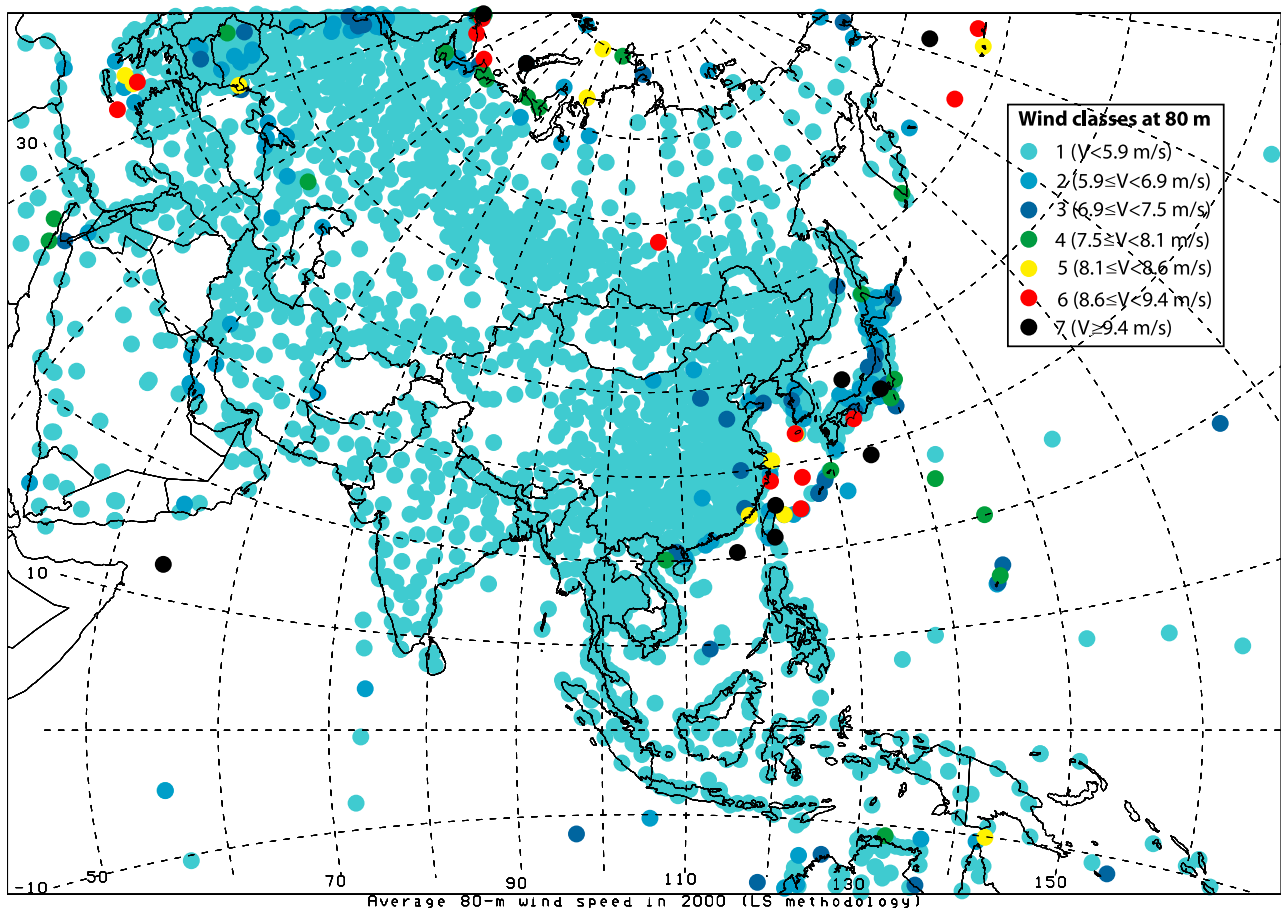 30
Wind classes at 80 m
1 (V<5.9 m/s)
2 (5.9≤V<6.9 m/s)
3 (6.9≤V<7.5 m/s)
4 (7.5≤V<8.1 m/s)
5 (8.1≤V<8.6 m/s)
6 (8.6≤V<9.4 m/s)
7 (V≥9.4 m/s)
10
-10
50
70
90
110
130
150
Average 80-m wind speed in 2000 (LS methodology)